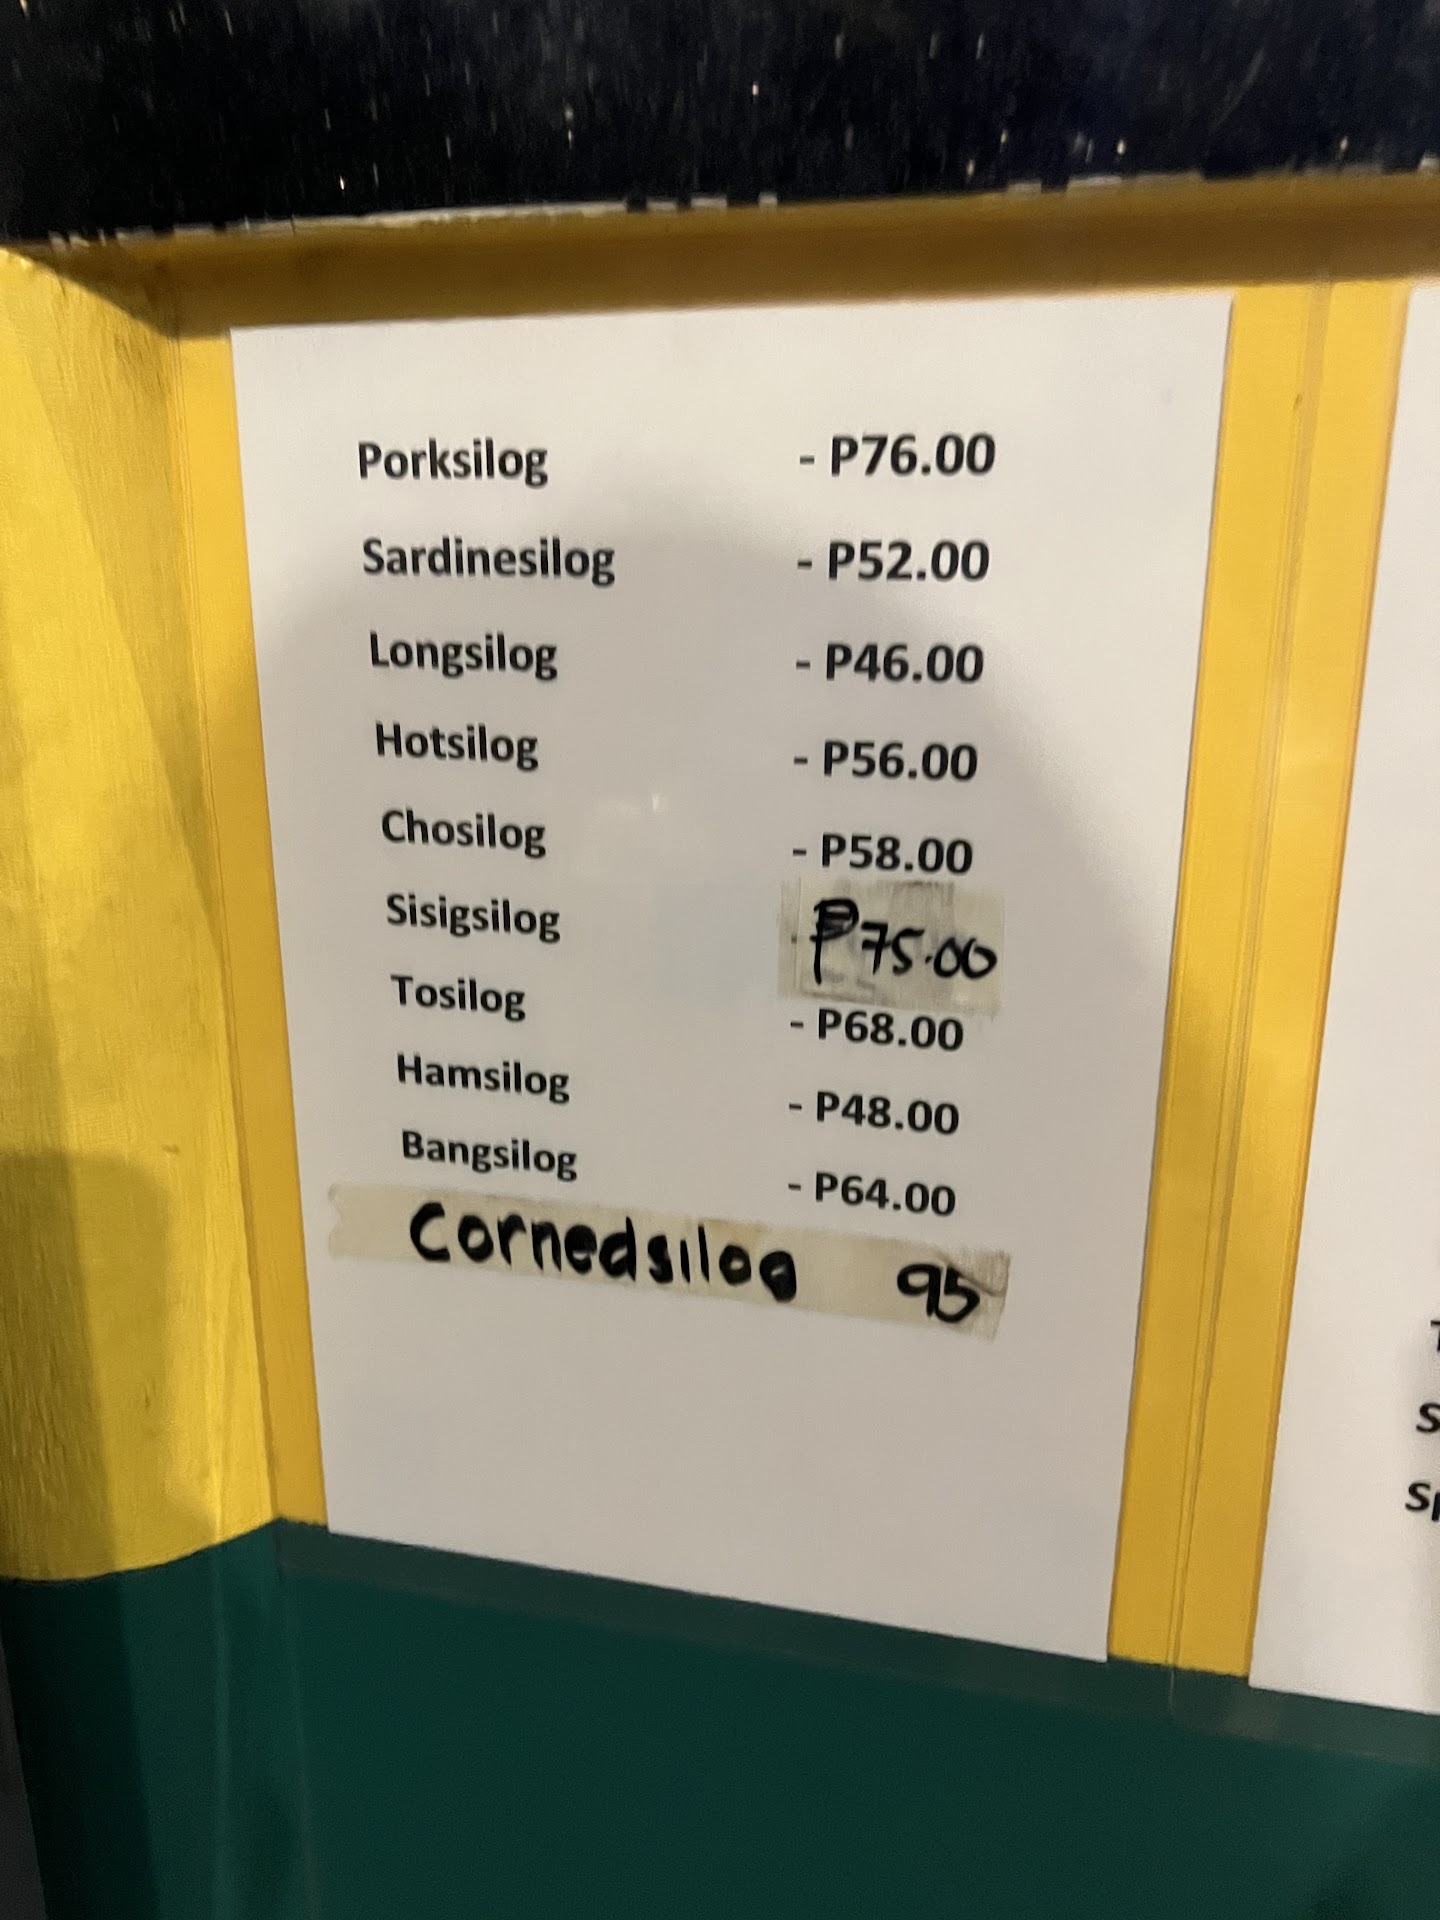 Porksilog - P76.00
Sardinesilog - P52.00
Longsilog - P46.00
Hotsilog - P56.00
Chosilog - P58.00
Sisigsilog ₱75.00
Tosilog - P68.00
Hamsilog - P48.00
Bangsilog - P64.00
Cornedsilog 95